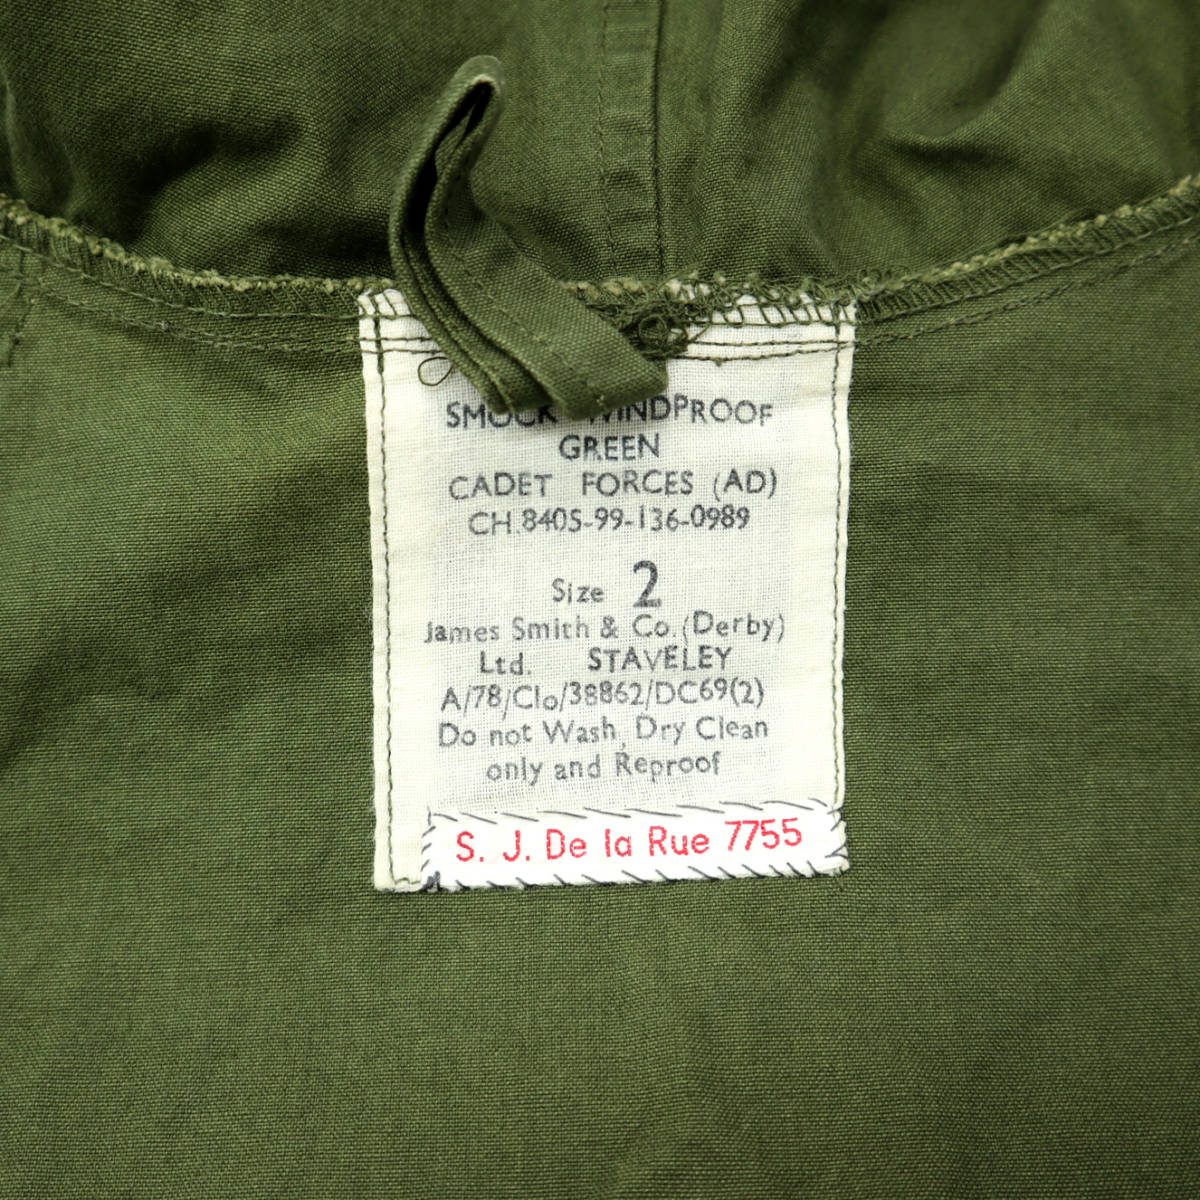 SMOCK WINDPROOF
GREEN
CADET FORCES (AD)
CH.8405-99-136-0989
Size 2
James Smith & Co.(Derby)
Ltd. STAVELEY
A/78/Clo/38862/DC69(2)
Do not Wash, Dry Clean
only and Reproof
S. J. De la Rue 7755